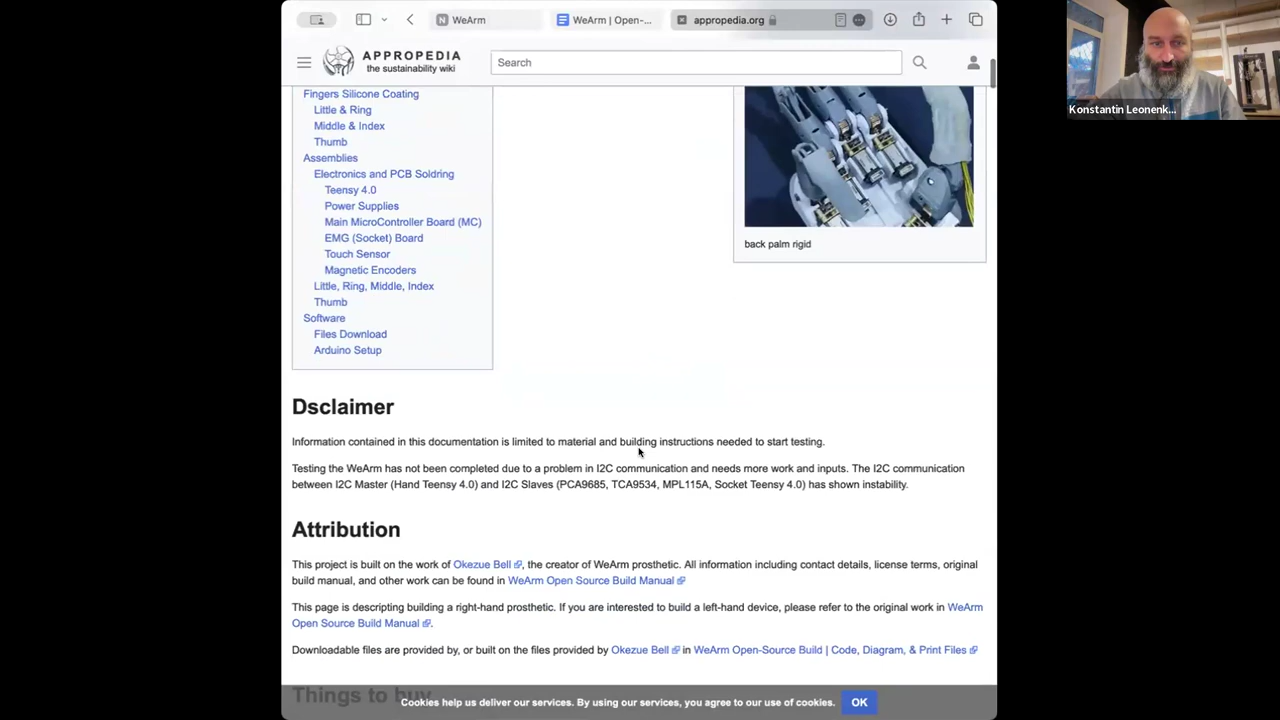 WeArm
WeArm | Open-...
appropedia.org
APPROPEDIA
the sustainability wiki
Search
Konstantin Leonenk...
Fingers Silicone Coating
Little & Ring
Middle & Index
Thumb
Assemblies
Electronics and PCB Soldring
Teensy 4.0
Power Supplies
Main MicroController Board (MC)
EMG (Socket) Board
Touch Sensor
Magnetic Encoders
Little, Ring, Middle, Index
Thumb
Software
Files Download
Arduino Setup
back palm rigid
Dsclaimer
Information contained in this documentation is limited to material and building instructions needed to start testing.
Testing the WeArm has not been completed due to a problem in I2C communication and needs more work and inputs. The I2C communication
between I2C Master (Hand Teensy 4.0) and I2C Slaves (PCA9685, TCA9534, MPL115A, Socket Teensy 4.0) has shown instability.
Attribution
This project is built on the work of Okezue Bell, the creator of WeArm prosthetic. All information including contact details, license terms, original
build manual, and other work can be found in WeArm Open Source Build Manual
This page is descripting building a right-hand prosthetic. If you are interested to build a left-hand device, please refer to the original work in WeArm
Open Source Build Manual.
Downloadable files are provided by, or built on the files provided by Okezue Bell in WeArm Open-Source Build | Code, Diagram, & Print Files
Things to buy
Cookies help us deliver our services. By using our services, you agree to our use of cookies.
OK